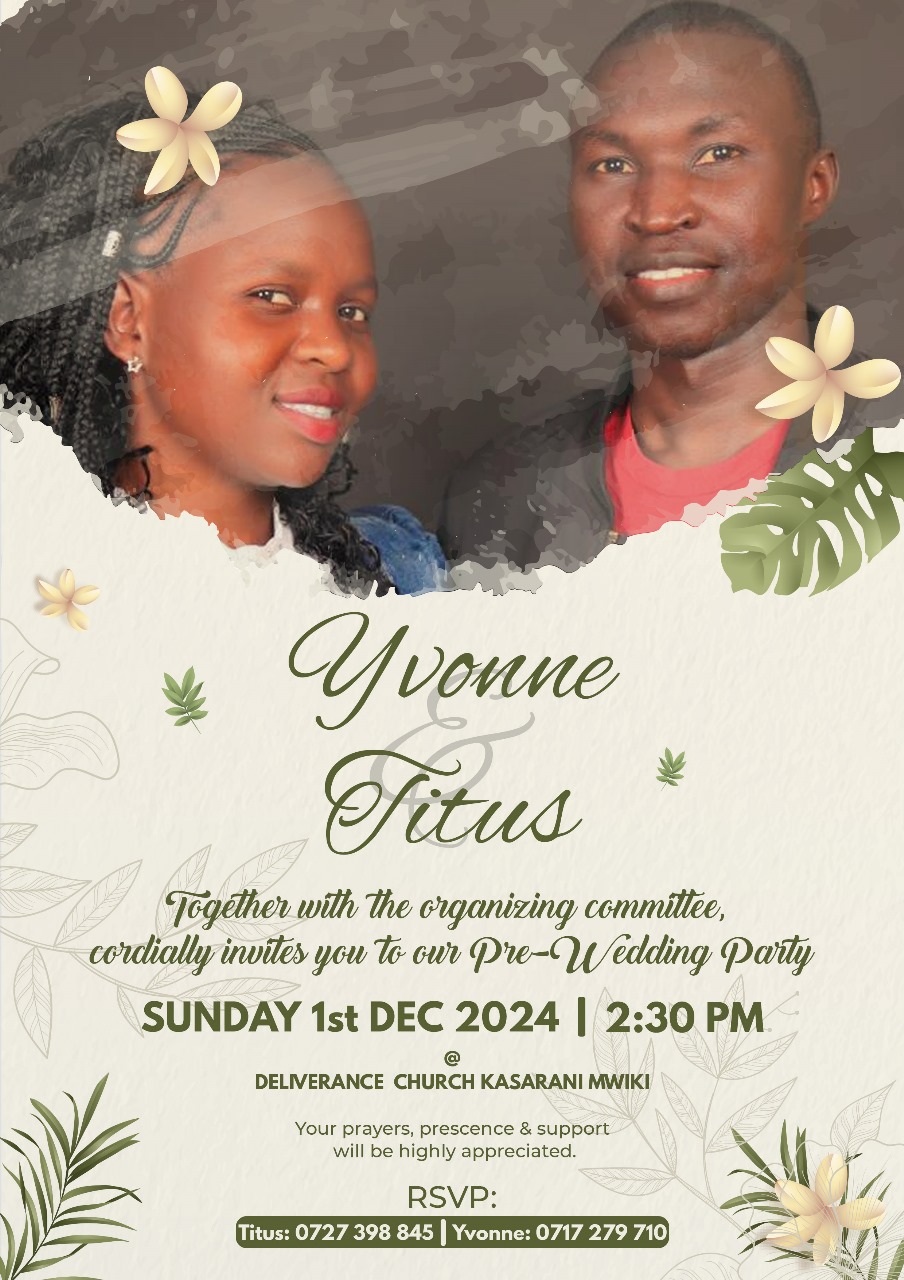 Yvonne
&
Titus
Together with the organizing committee,
cordially invites you to our Pre-Wedding Party
SUNDAY 1st DEC 2024 | 2:30 PM
@
DELIVERANCE CHURCH KASARANI MWIKI
Your prayers, prescence & support
will be highly appreciated.
RSVP:
Titus: 0727 398 845 | Yvonne: 0717 279 710